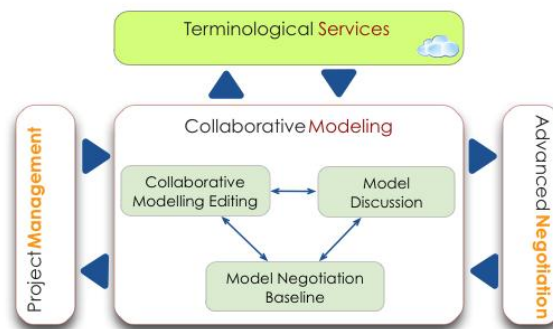 Terminological Services
Project Management
Collaborative Modeling
Collaborative
Modelling Editing
Model
Discussion
Model Negotiation
Baseline
Advanced Negotiation